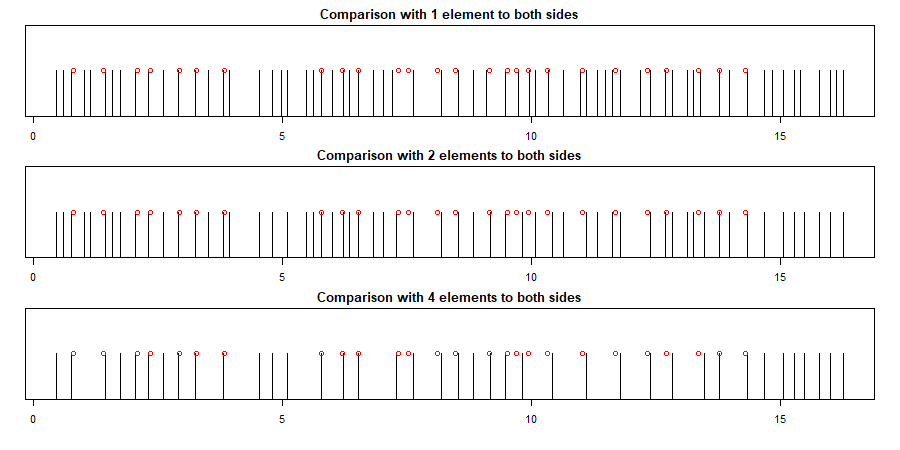 Comparison with 1 element to both sides
0 5 10 15
Comparison with 2 elements to both sides
0 5 10 15
Comparison with 4 elements to both sides
0 5 10 15